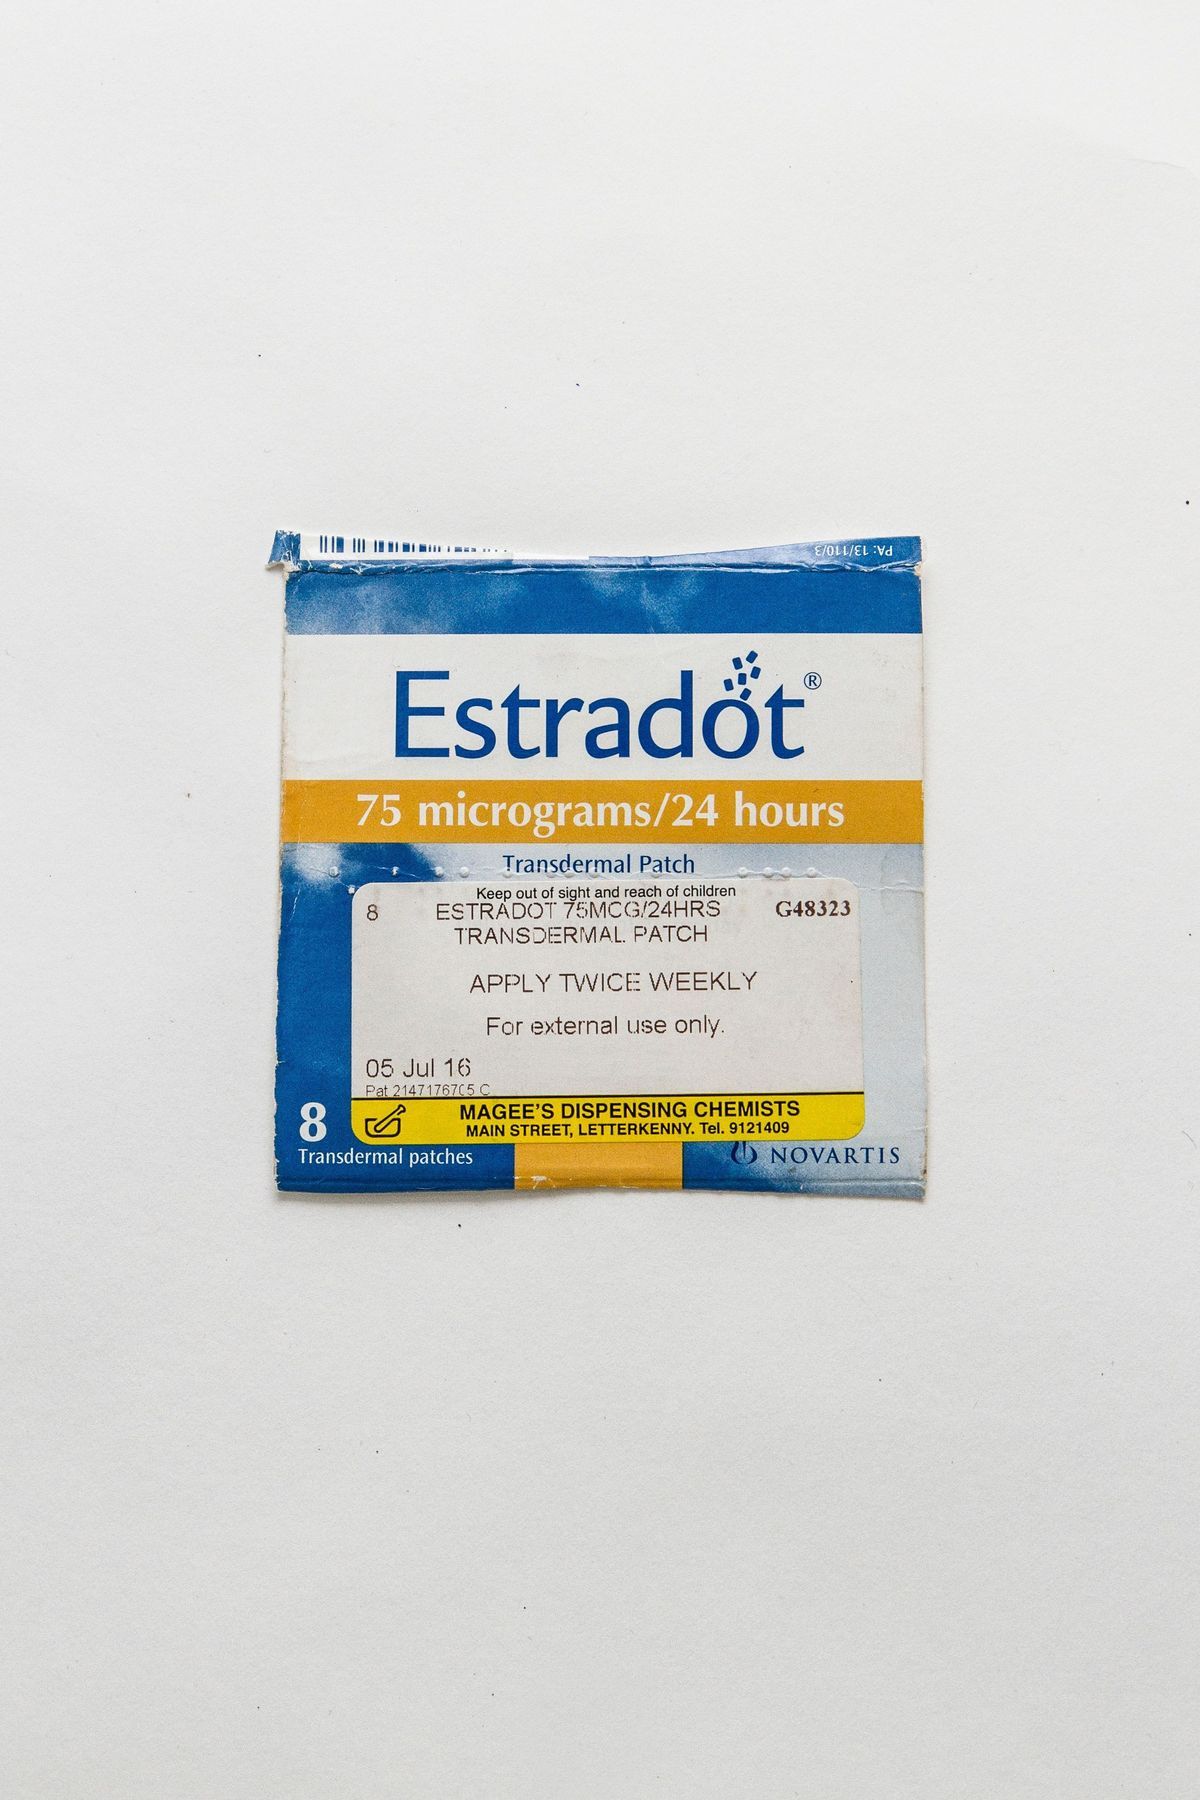 PA: 13/110/3
Estradot®
75 micrograms/24 hours
Transdermal Patch
Keep out of sight and reach of children
8 ESTRADOT 75MCG/24HRS G48323
TRANSDERMAL PATCH
APPLY TWICE WEEKLY
For external use only.
05 Jul 16
Pat 2147176705 C
MAGEE'S DISPENSING CHEMISTS
MAIN STREET, LETTERKENNY. Tel. 9121409
8
Transdermal patches
NOVARTIS